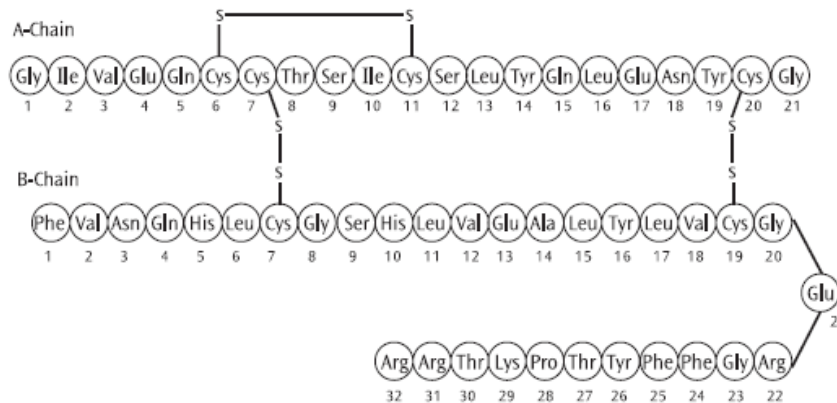 S S
A-Chain
Gly Ile Val Glu Gln Cys Cys Thr Ser Ile Cys Ser Leu Tyr Gln Leu Glu Asn Tyr Cys Gly
1 2 3 4 5 6 7 8 9 10 11 12 13 14 15 16 17 18 19 20 21
S S
S S
B-Chain
Phe Val Asn Gln His Leu Cys Gly Ser His Leu Val Glu Ala Leu Tyr Leu Val Cys Gly
1 2 3 4 5 6 7 8 9 10 11 12 13 14 15 16 17 18 19 20
Glu
2
Arg Arg Thr Lys Pro Thr Tyr Phe Phe Gly Arg
32 31 30 29 28 27 26 25 24 23 22